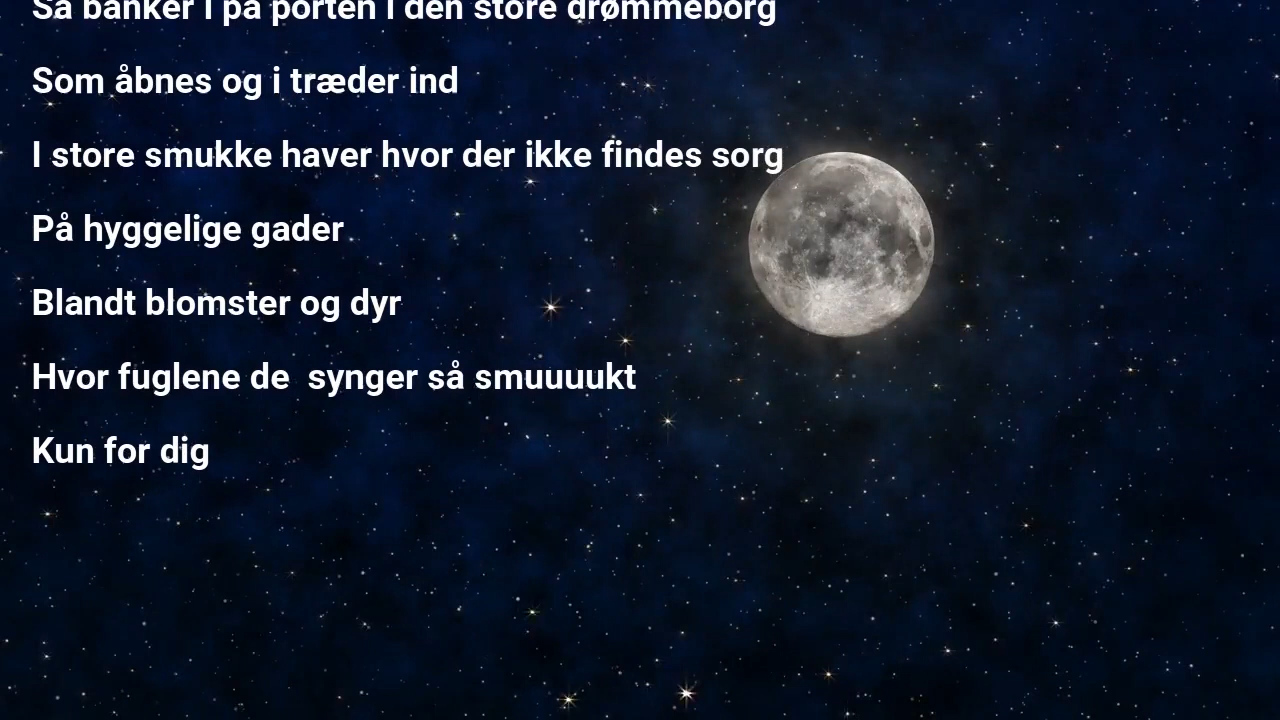 Så banker I på porten i den store drømmeborg
Som åbnes og i træder ind
I store smukke haver hvor der ikke findes sorg
På hyggelige gader
Blandt blomster og dyr
Hvor fuglene de  synger så smuuuukt
Kun for dig